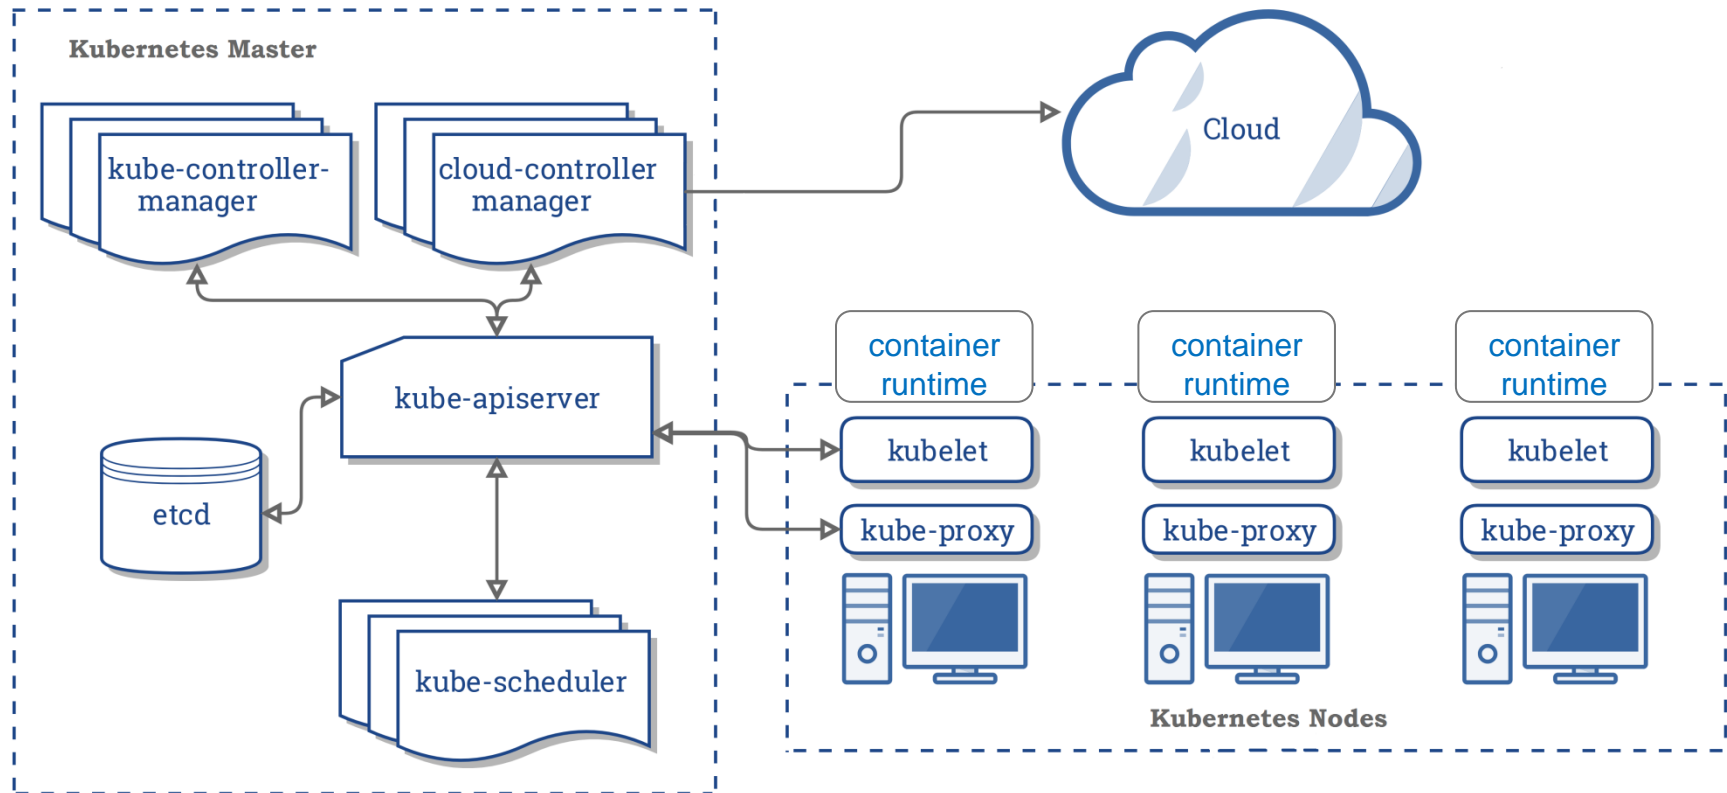 Kubernetes Master
kube-controller-
manager
cloud-controller
manager
Cloud
kube-apiserver
etcd
kube-scheduler
container
runtime
container
runtime
container
runtime
kubelet
kubelet
kubelet
kube-proxy
kube-proxy
kube-proxy
Kubernetes Nodes